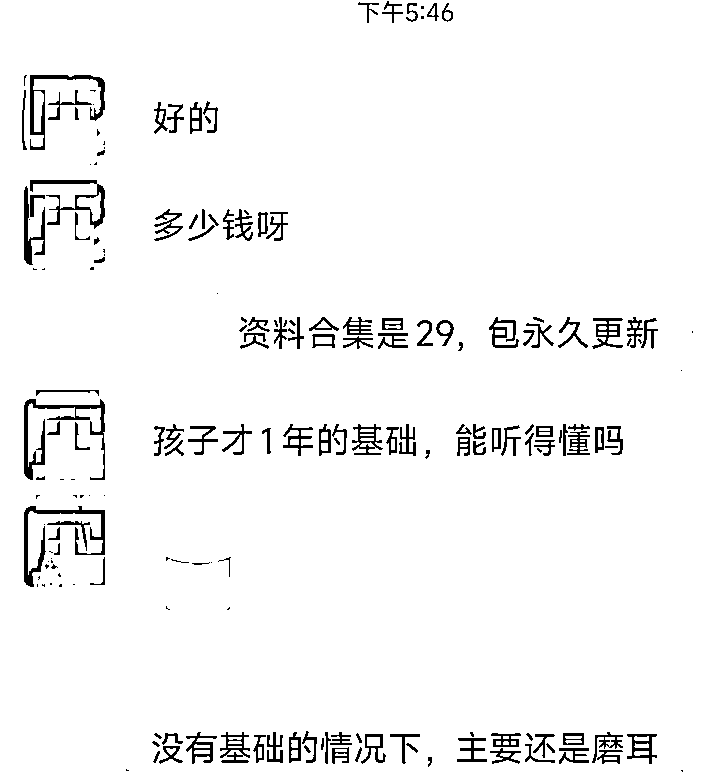 下午5:46
好的
多少钱呀
资料合集是29，包永久更新
孩子才1年的基础，能听得懂吗
没有基础的情况下，主要还是磨耳